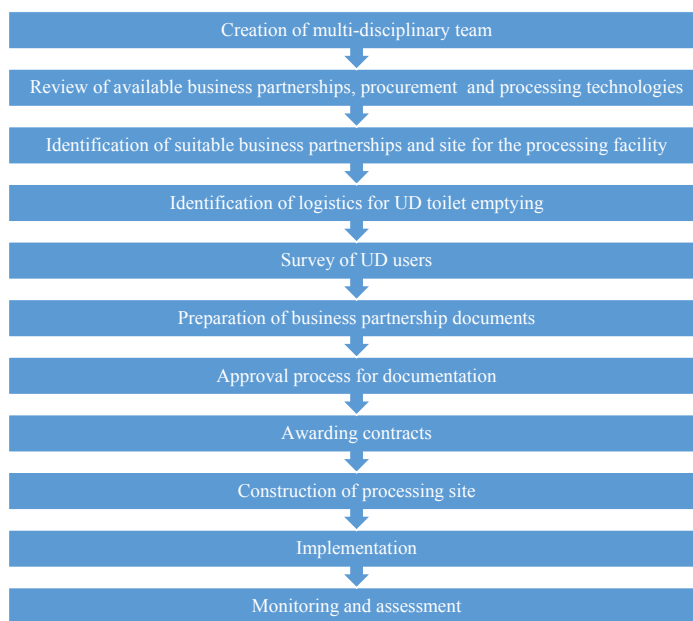 Creation of multi-disciplinary team
Review of available business partnerships, procurement and processing technologies
Identification of suitable business partnerships and site for the processing facility
Identification of logistics for UD toilet emptying
Survey of UD users
Preparation of business partnership documents
Approval process for documentation
Awarding contracts
Construction of processing site
Implementation
Monitoring and assessment